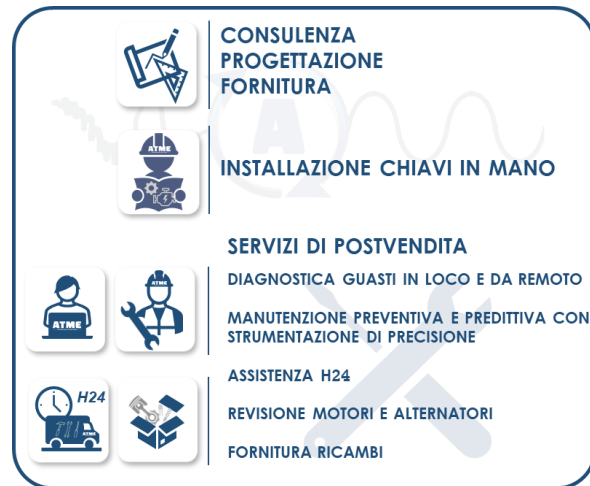 CONSULENZA
PROGETTAZIONE
FORNITURA
A
ATME
INSTALLAZIONE CHIAVI IN MANO
SERVIZI DI POSTVENDITA
DIAGNOSTICA GUASTI IN LOCO E DA REMOTO
ATME
ATME
MANUTENZIONE PREVENTIVA E PREDITTIVA CON
STRUMENTAZIONE DI PRECISIONE
ASSISTENZA H24
H24
ATME
REVISIONE MOTORI E ALTERNATORI
FORNITURA RICAMBI